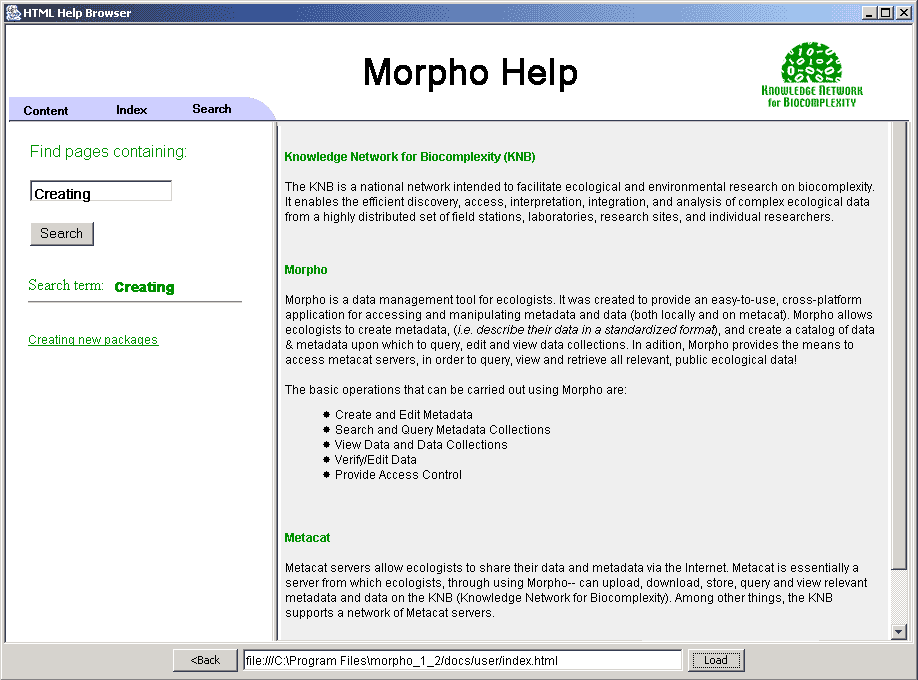 HTML Help Browser
Morpho Help
KNOWLEDGE NETWORK
for BIOCOMPLEXITY
Content Index Search
Find pages containing:
Creating
Search
Search term: Creating
Creating new packages
Knowledge Network for Biocomplexity (KNB)
The KNB is a national network intended to facilitate ecological and environmental research on biocomplexity.
It enables the efficient discovery, access, interpretation, integration, and analysis of complex ecological data
from a highly distributed set of field stations, laboratories, research sites, and individual researchers.
Morpho
Morpho is a data management tool for ecologists. It was created to provide an easy-to-use, cross-platform
application for accessing and manipulating metadata and data (both locally and on metacat). Morpho allows
ecologists to create metadata, (i.e. describe their data in a standardized format), and create a catalog of data
& metadata upon which to query, edit and view data collections. In adition, Morpho provides the means to
access metacat servers, in order to query, view and retrieve all relevant, public ecological data!
The basic operations that can be carried out using Morpho are:
Create and Edit Metadata
Search and Query Metadata Collections
View Data and Data Collections
Verify/Edit Data
Provide Access Control
Metacat
Metacat servers allow ecologists to share their data and metadata via the Internet. Metacat is essentially a
server from which ecologists, through using Morpho-- can upload, download, store, query and view relevant
metadata and data on the KNB (Knowledge Network for Biocomplexity). Among other things, the KNB
supports a network of Metacat servers.
<Back
file:///C:\Program Files\morpho_1_2/docs/user/index.html
Load